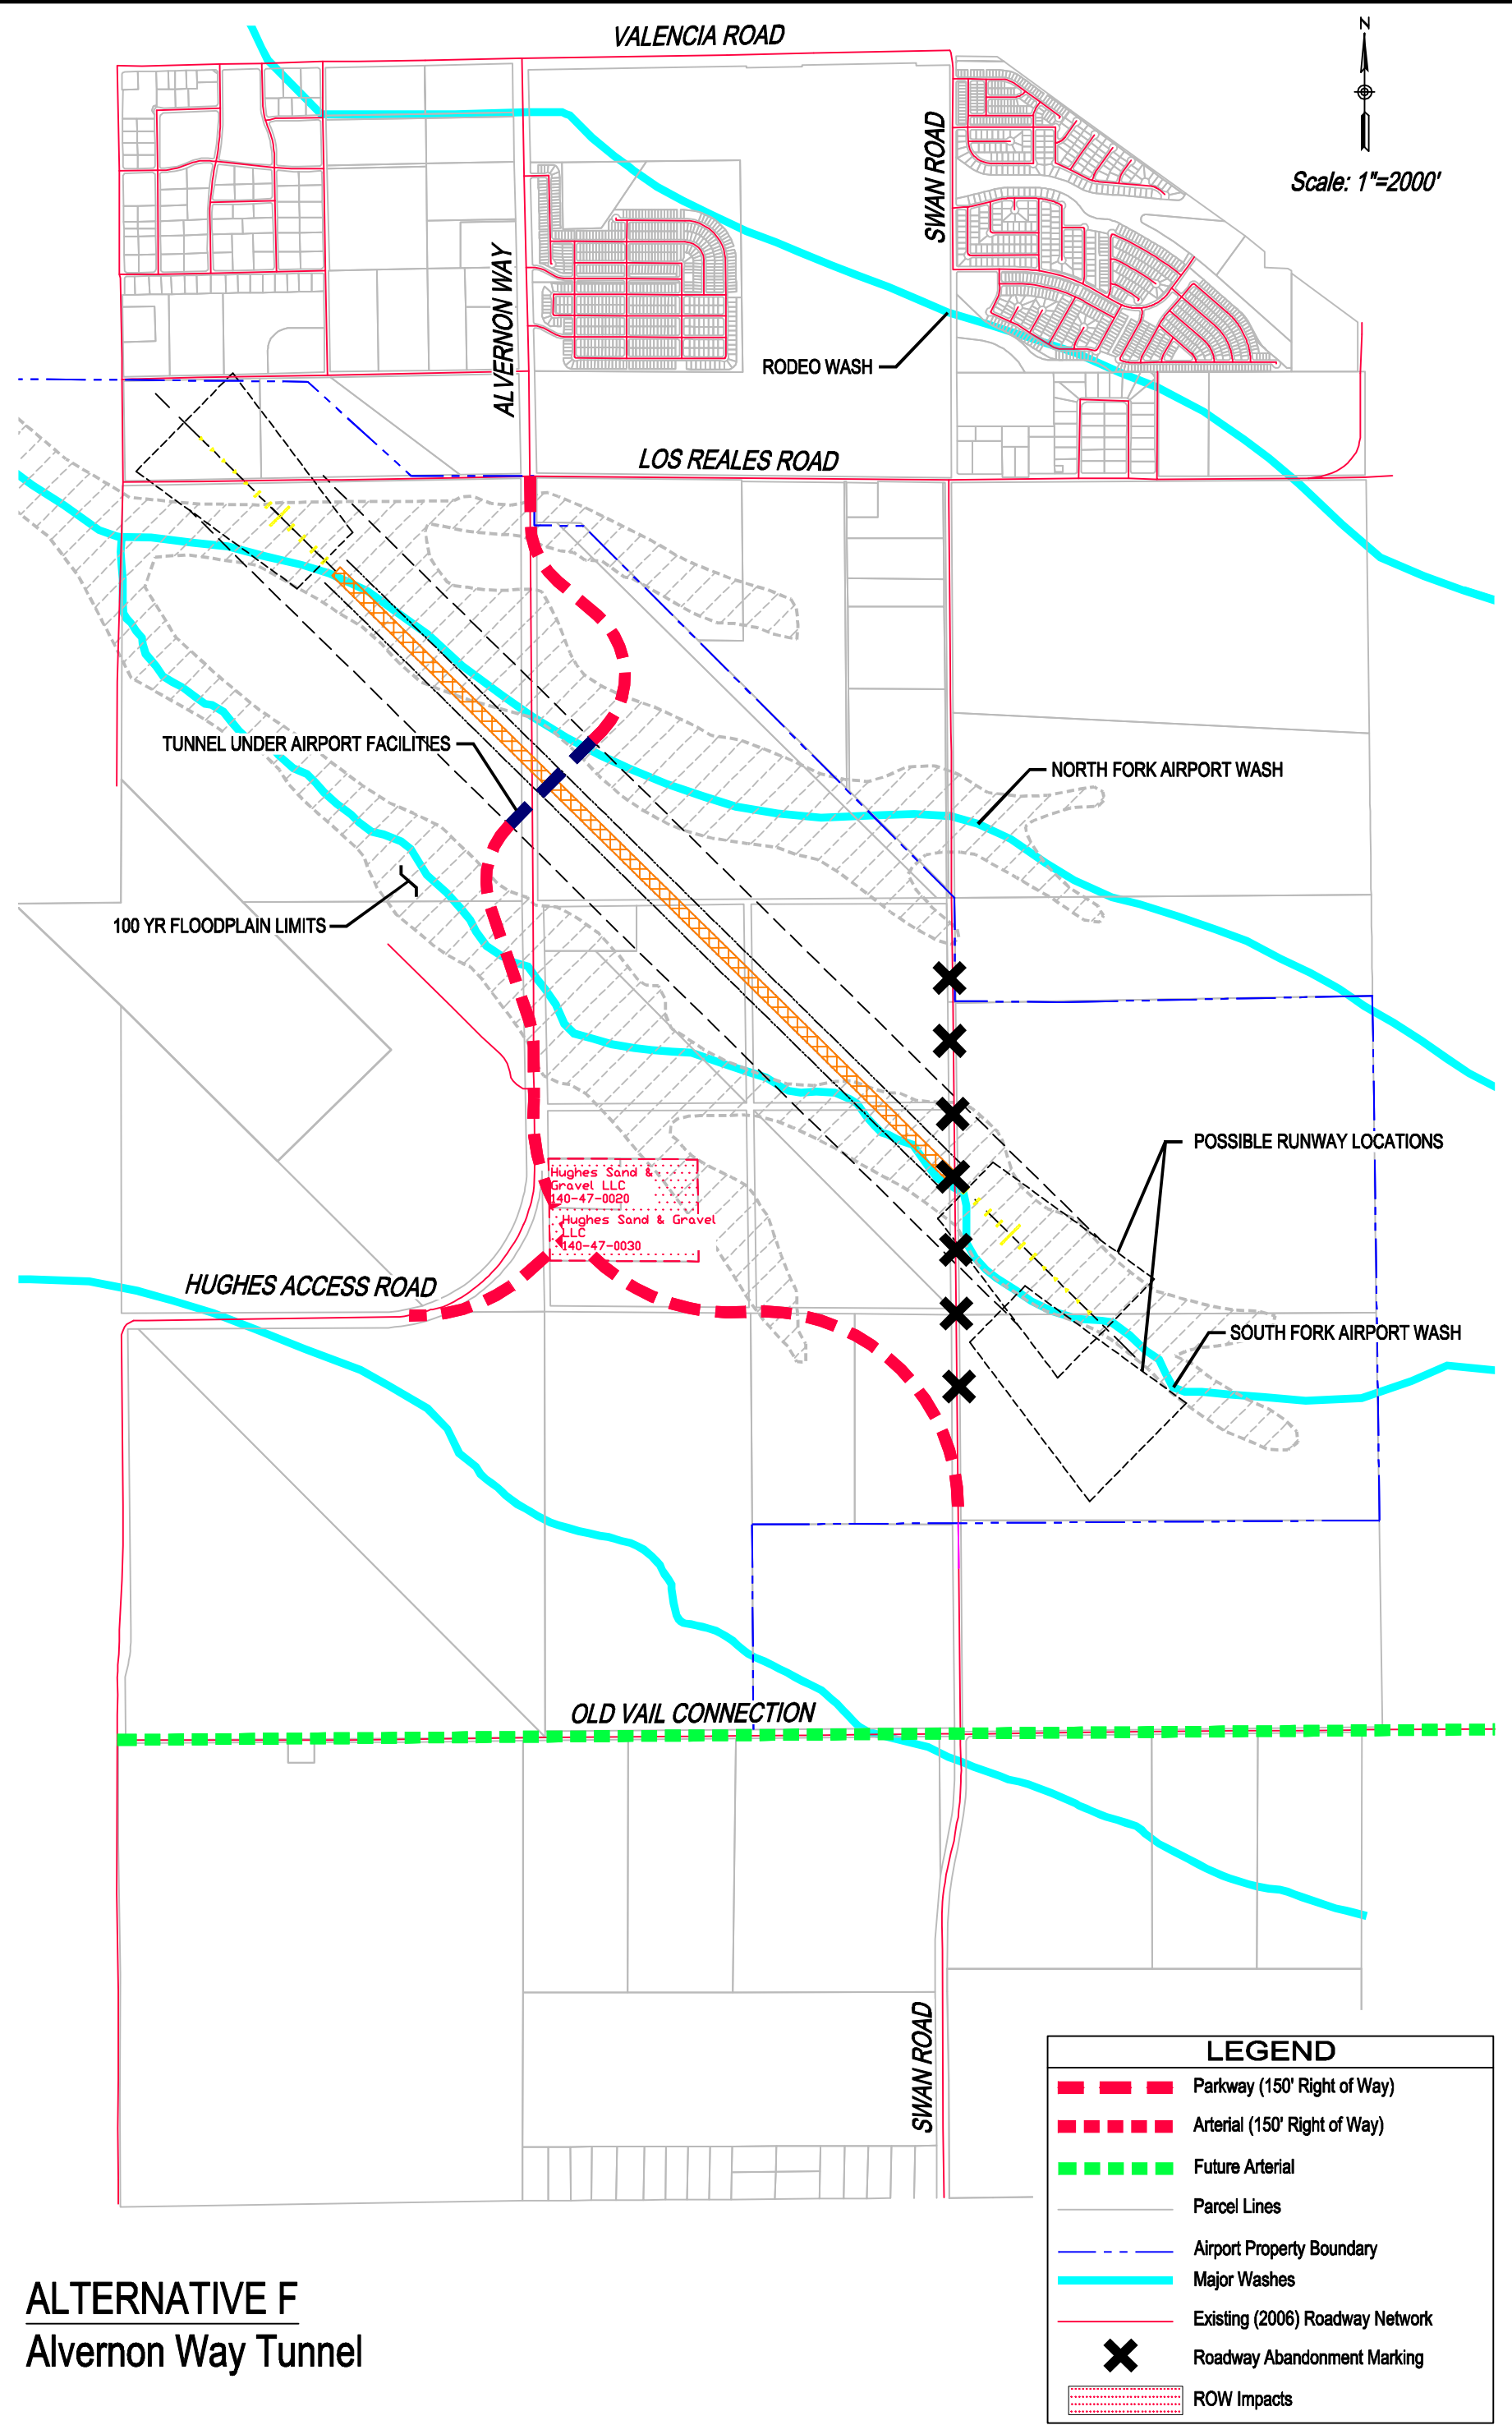 VALENCIA ROAD
N
SWAN ROAD
Scale: 1"=2000'
ALVERNON WAY
RODEO WASH
LOS REALES ROAD
TUNNEL UNDER AIRPORT FACILITIES
NORTH FORK AIRPORT WASH
100 YR FLOODPLAIN LIMITS
POSSIBLE RUNWAY LOCATIONS
Hughes Sand &
Gravel LLC
140-47-0020
Hughes Sand & Gravel
LLC
140-47-0030
HUGHES ACCESS ROAD
SOUTH FORK AIRPORT WASH
OLD VAIL CONNECTION
SWAN ROAD
LEGEND
Parkway (150' Right of Way)
Arterial (150' Right of Way)
Future Arterial
Parcel Lines
Airport Property Boundary
Major Washes
Existing (2006) Roadway Network
Roadway Abandonment Marking
ROW Impacts
ALTERNATIVE F
Alvernon Way Tunnel